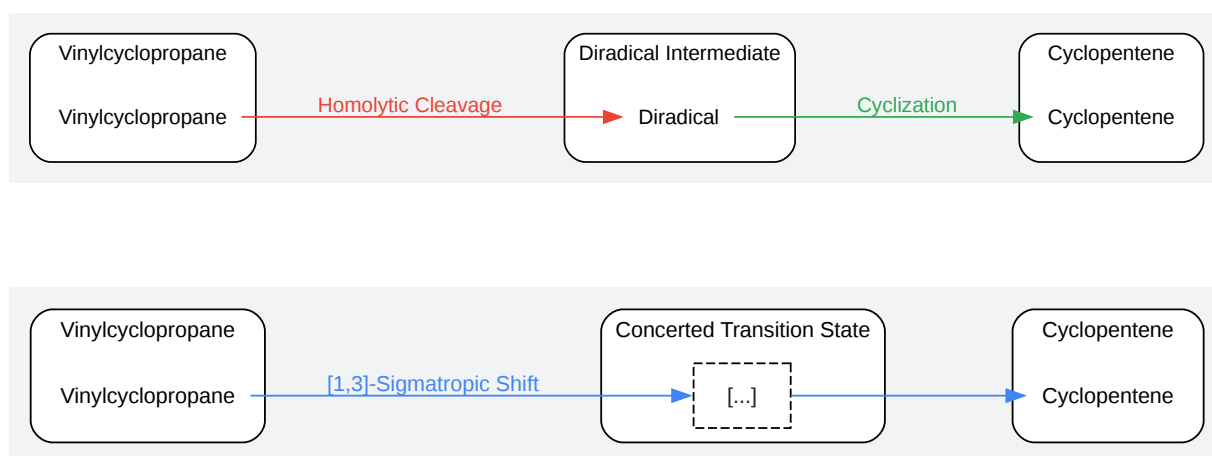 Vinylcyclopropane
Diradical Intermediate
Cyclopentene
Vinylcyclopropane
Homolytic Cleavage
Diradical
Cyclization
Cyclopentene
Vinylcyclopropane
Concerted Transition State
Cyclopentene
Vinylcyclopropane
[1,3]-Sigmatropic Shift
[...]
Cyclopentene